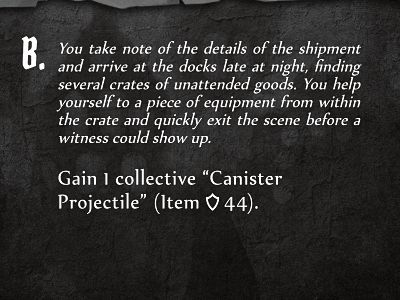 B.
You take note of the details of the shipment
and arrive at the docks late at night, finding
several crates of unattended goods. You help
yourself to a piece of equipment from within
the crate and quickly exit the scene before a
witness could show up.
Gain 1 collective “Canister
Projectile” (Item 44).